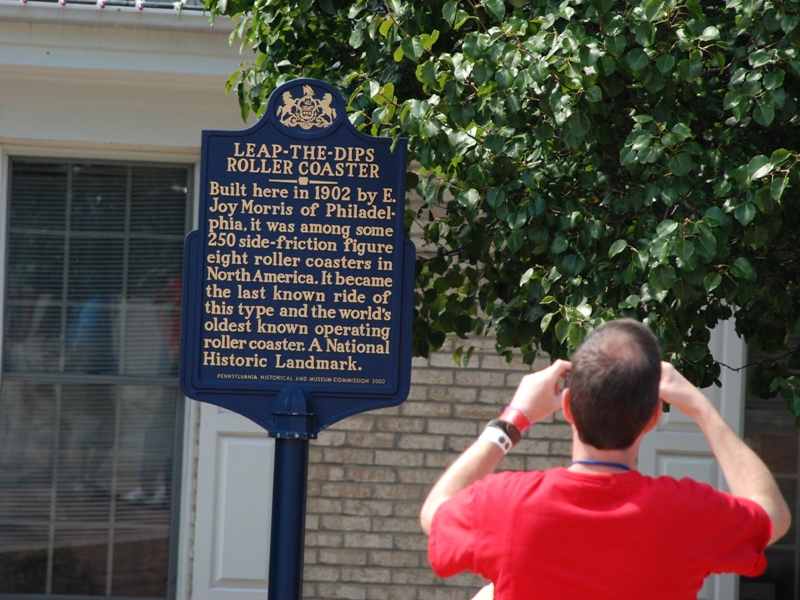 LEAP-THE-DIPS
ROLLER COASTER
Built here in 1902 by E.
Joy Morris of Philadel-
phia, it was among some
250 side-friction figure
eight roller coasters in
North America. It became
the last known ride of
this type and the world's
oldest known operating
roller coaster. A National
Historic Landmark.
PENNSYLVANIA HISTORICAL AND MUSEUM COMMISSION 2000